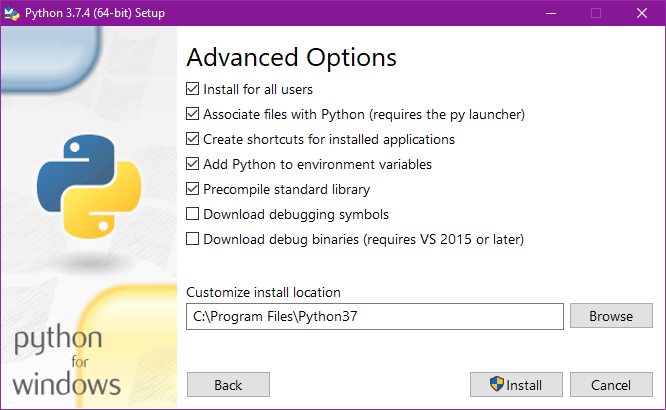 Python 3.7.4 (64-bit) Setup
Advanced Options
Install for all users
Associate files with Python (requires the py launcher)
Create shortcuts for installed applications
Add Python to environment variables
Precompile standard library
Download debugging symbols
Download debug binaries (requires VS 2015 or later)
Customize install location
C:\Program Files\Python37
Browse
python
for
windows
Back
Install
Cancel